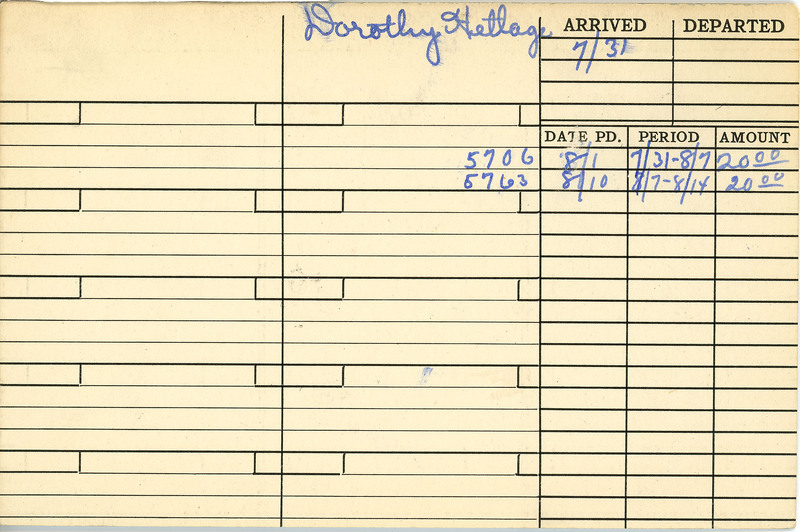 Dorothy Hetlage ARRIVED DEPARTED
7/31
DATE PD. PERIOD AMOUNT
5706 8/1 7/31-8/7 20 00
5763 8/10 8/7-8/14 20 00